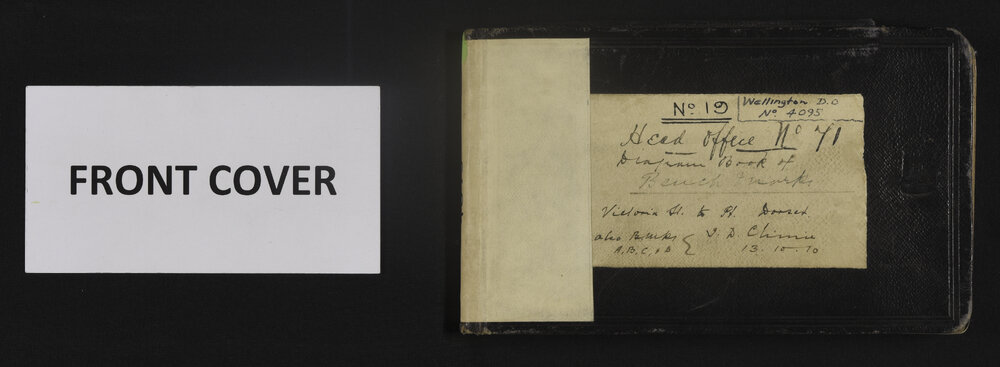 FRONT COVER
No 19
Wellington D.O
No 4095
Head Office No 71
Diagram Book of
Bench Marks
Victoria St. to Pt. Dorset
also B.Mks
A, B, C, & D
J. D. Climie
13.10.70